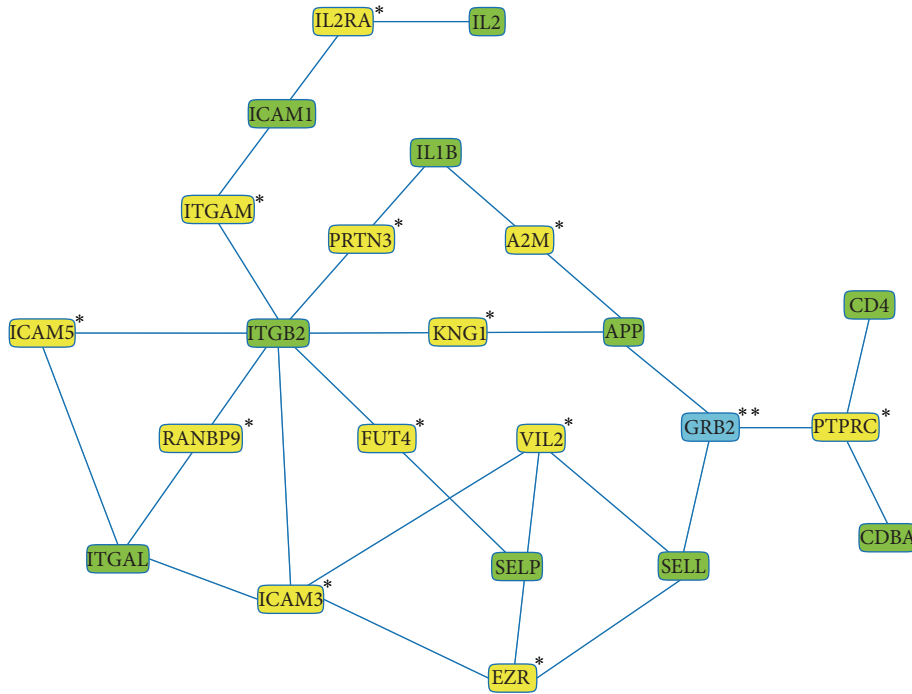 IL2RA* IL2
ICAM1
IL1B
ITGAM*
PRTN3* A2M*
CD4
ICAM5* ITGB2 KNG1* APP
RANBP9* FUT4* VIL2* GRB2** PTPRC*
CDBA
ITGAL SELP SELL
ICAM3*
EZR*